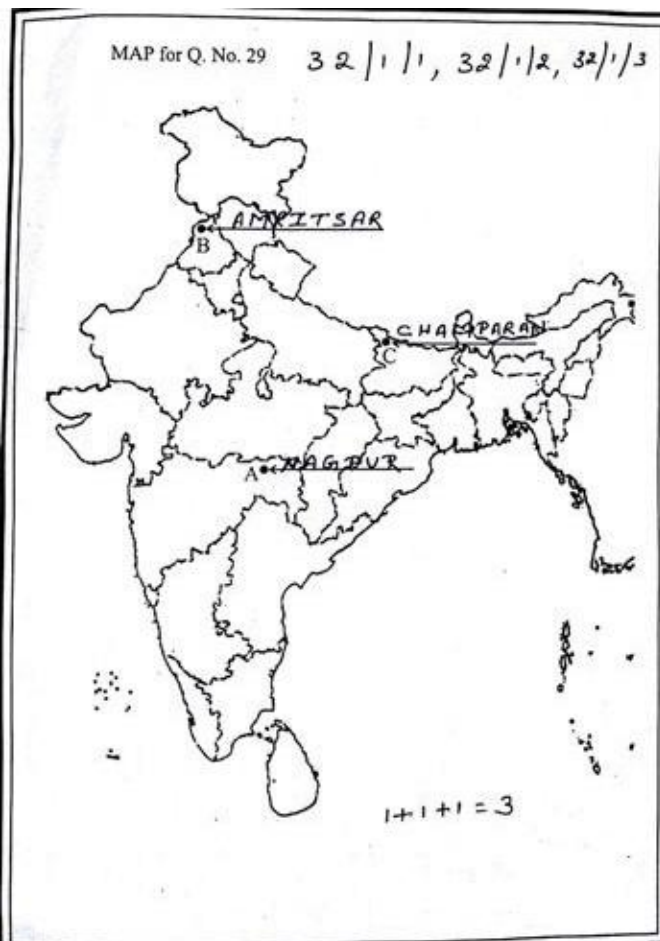 MAP for Q. No. 29 32/1/1, 32/1/2, 32/1/3
AMRITSAR
B
CHAMPARAN
C
A NAGPUR
1+1+1=3